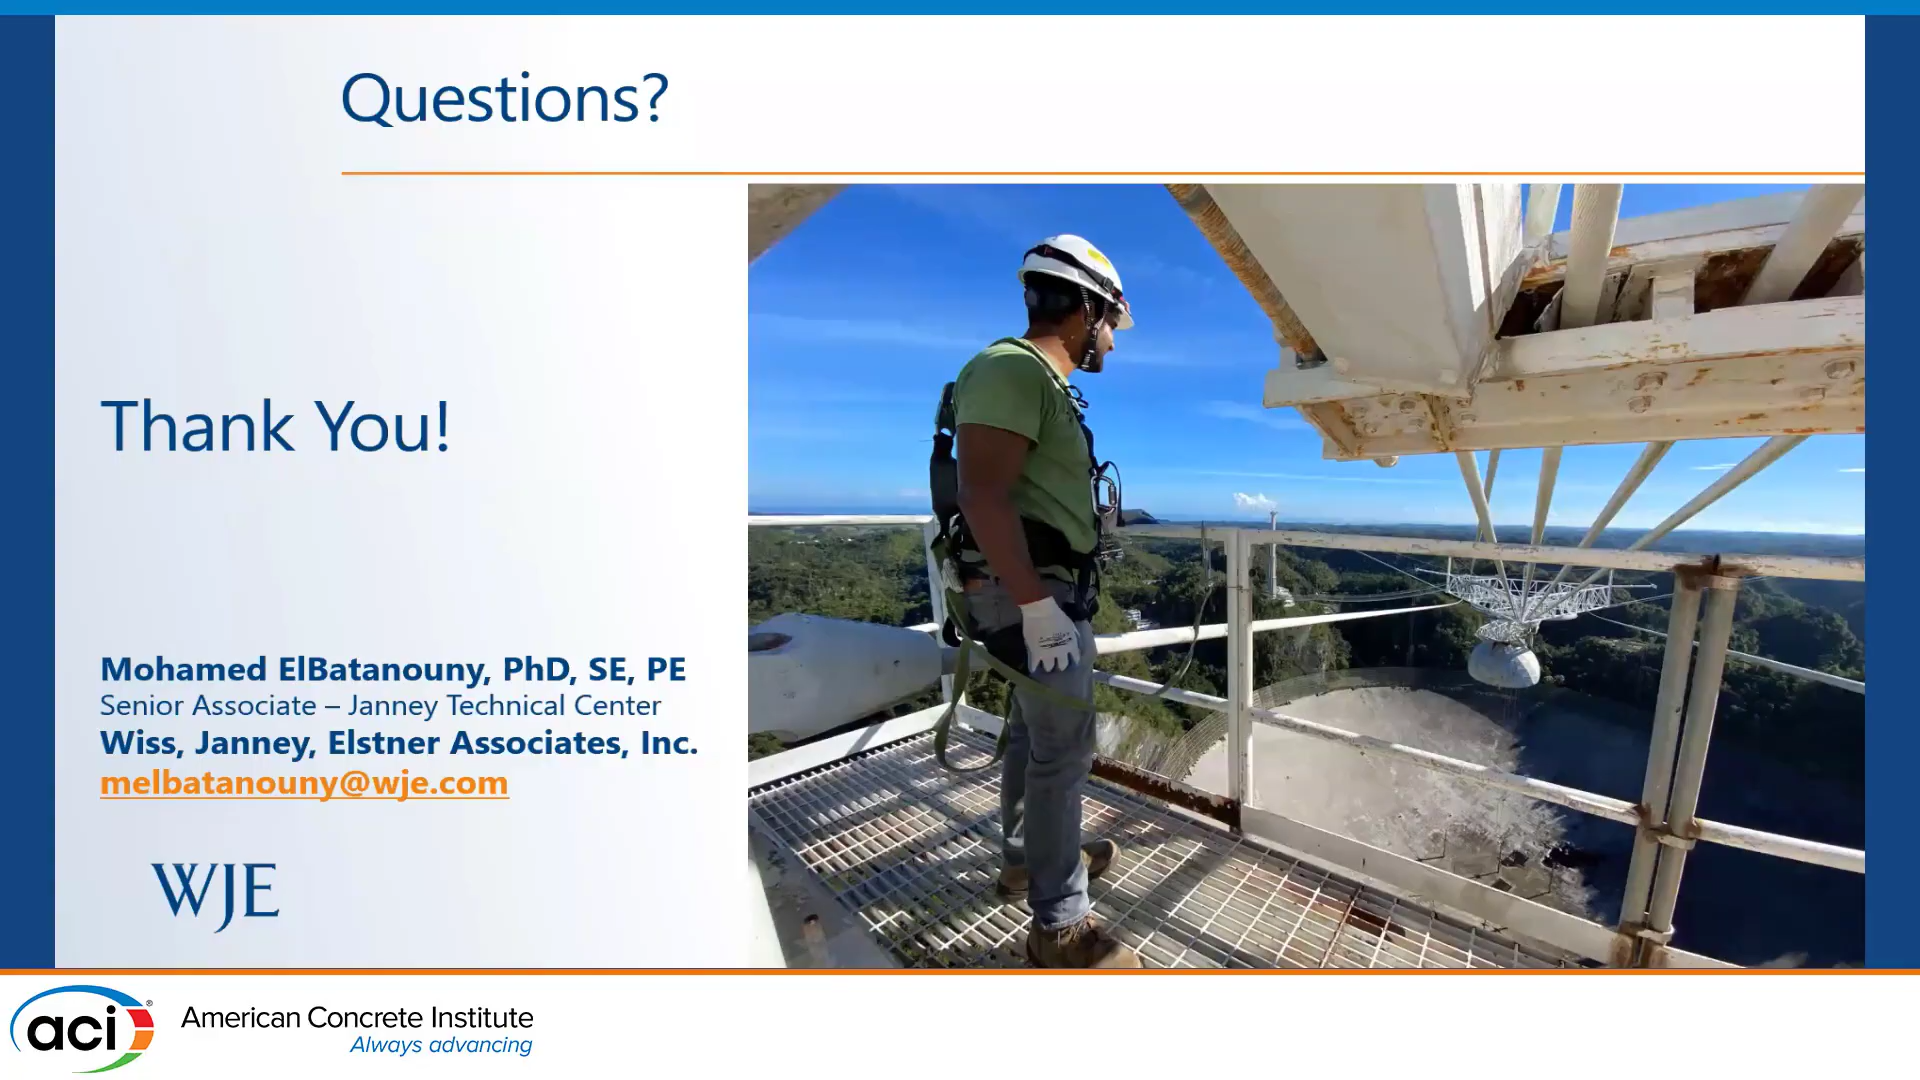 Questions?
Thank You!
Mohamed ElBatanouny, PhD, SE, PE
Senior Associate – Janney Technical Center
Wiss, Janney, Elstner Associates, Inc.
melbatanouny@wje.com
WJE
aci®
American Concrete Institute
Always advancing